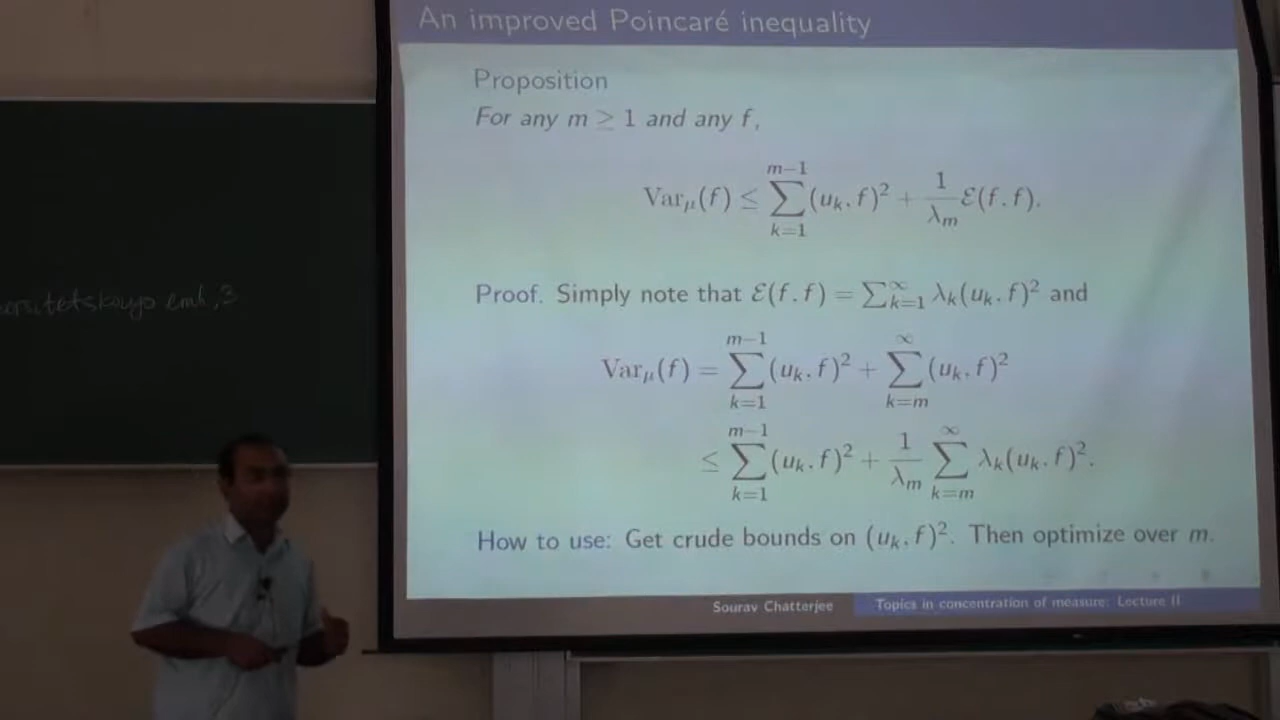 An improved Poincaré inequality
Proposition
For any m ≥ 1 and any f,
Var_μ(f) ≤ ∑_{k=1}^{m−1} (u_k, f)² + 1/λ_m ℰ(f, f).
Proof. Simply note that ℰ(f, f) = ∑_{k=1}^{∞} λ_k(u_k, f)² and
Var_μ(f) = ∑_{k=1}^{m−1} (u_k, f)² + ∑_{k=m}^{∞} (u_k, f)²
≤ ∑_{k=1}^{m−1} (u_k, f)² + 1/λ_m ∑_{k=m}^{∞} λ_k(u_k, f)².
How to use: Get crude bounds on (u_k, f)². Then optimize over m.
Sourav Chatterjee Topics in concentration of measure: Lecture II